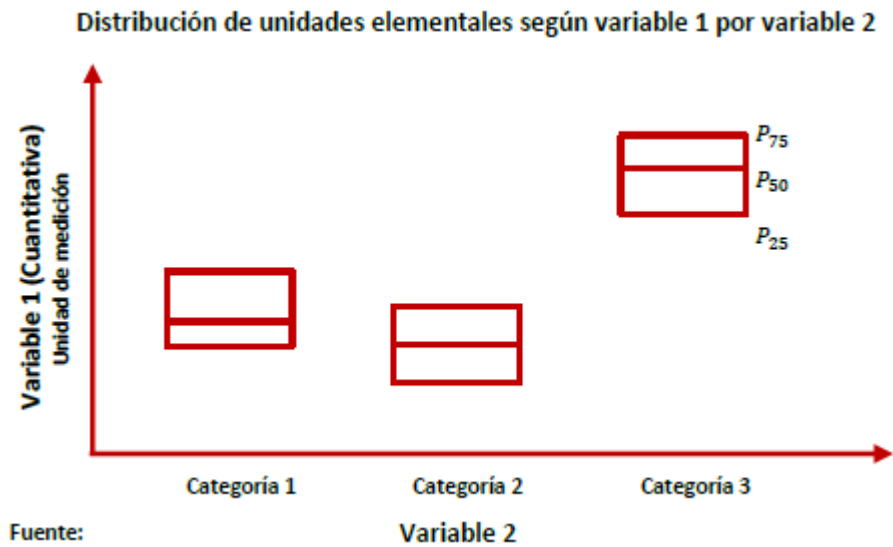 Distribución de unidades elementales según variable 1 por variable 2
Variable 1 (Cuantitativa)
Unidad de medición
P75
P50
P25
Categoría 1
Categoría 2
Categoría 3
Fuente:
Variable 2